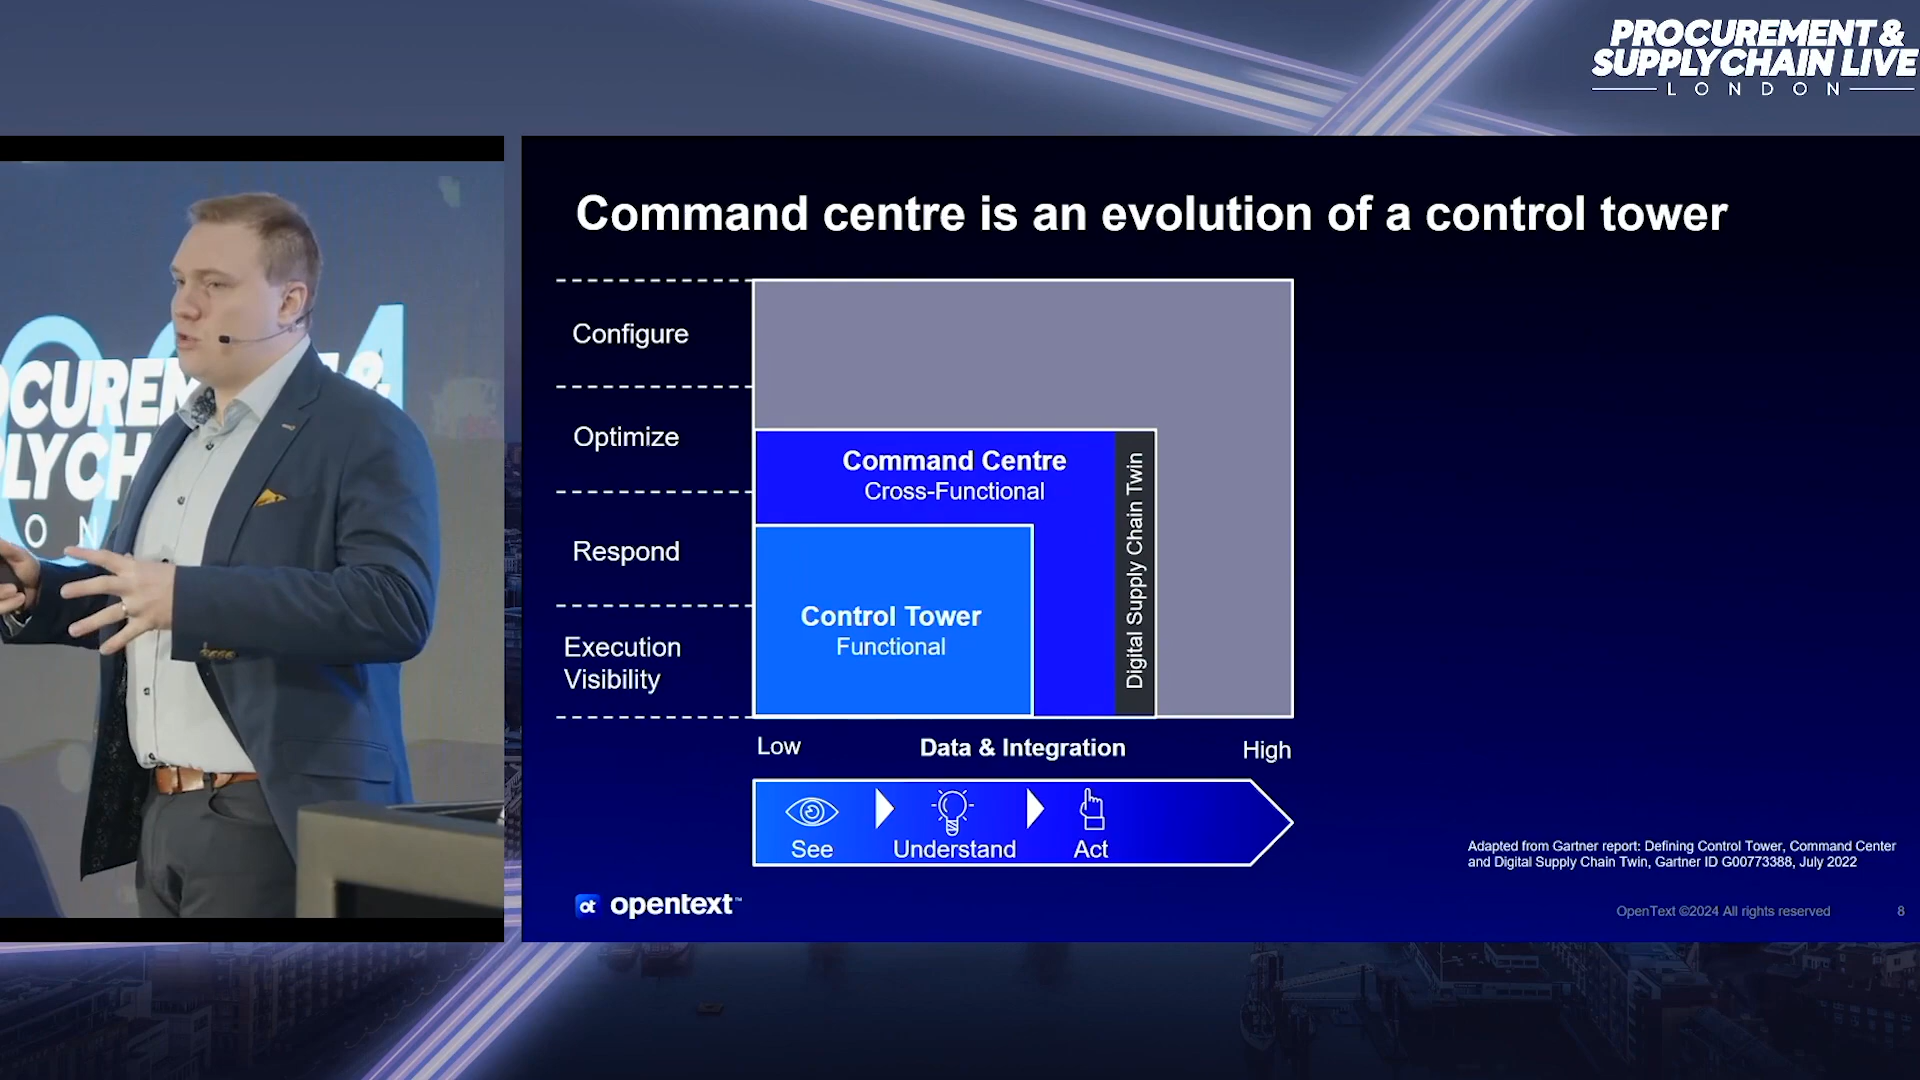 PROCUREMENT &
SUPPLY CHAIN LIVE
LONDON
Command centre is an evolution of a control tower
Configure
Optimize
Respond
Execution
Visibility
Command Centre
Cross-Functional
Control Tower
Functional
Digital Supply Chain Twin
Low
Data & Integration
High
See
Understand
Act
Adapted from Gartner report: Defining Control Tower, Command Center
and Digital Supply Chain Twin, Gartner ID G00773388, July 2022
ot opentext™
OpenText ©2024 All rights reserved
8